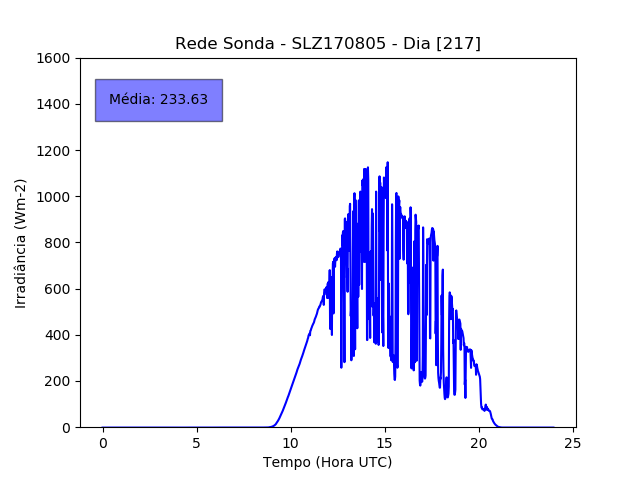 Rede Sonda - SLZ170805 - Dia [217]
1600
1400
1200
1000
800
600
400
200
0
Média: 233.63
Irradiância (Wm-2)
0 5 10 15 20 25
Tempo (Hora UTC)